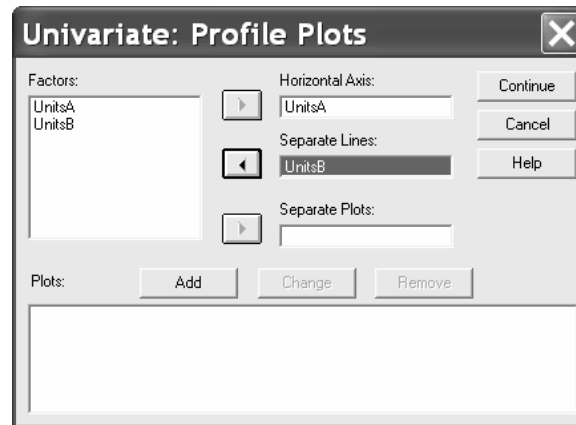 Univariate: Profile Plots
Factors:
UnitsA
UnitsB
Horizontal Axis:
UnitsA
Separate Lines:
UnitsB
Separate Plots:
Continue
Cancel
Help
Plots:
Add
Change
Remove